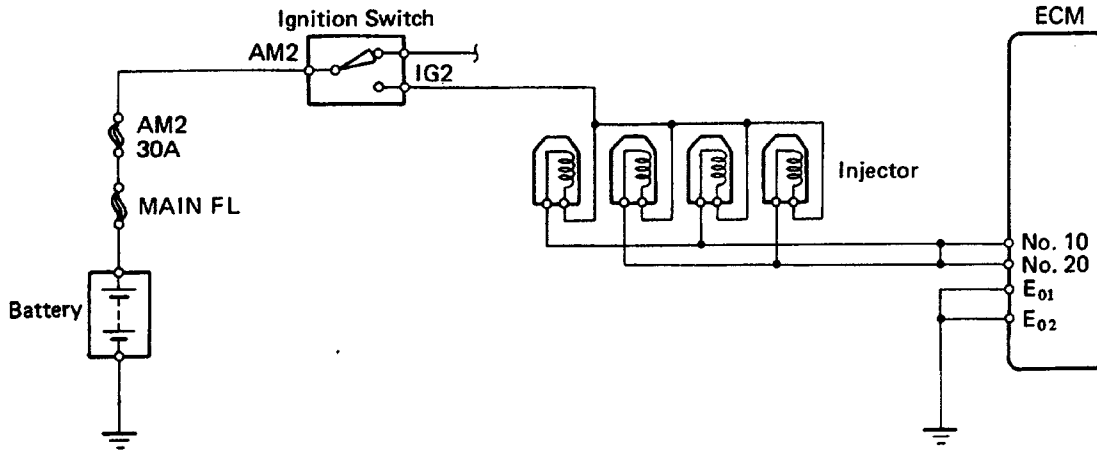 Ignition Switch
AM2
IG2
AM2
30A
MAIN FL
Battery
Injector
ECM
No. 10
No. 20
E01
E02